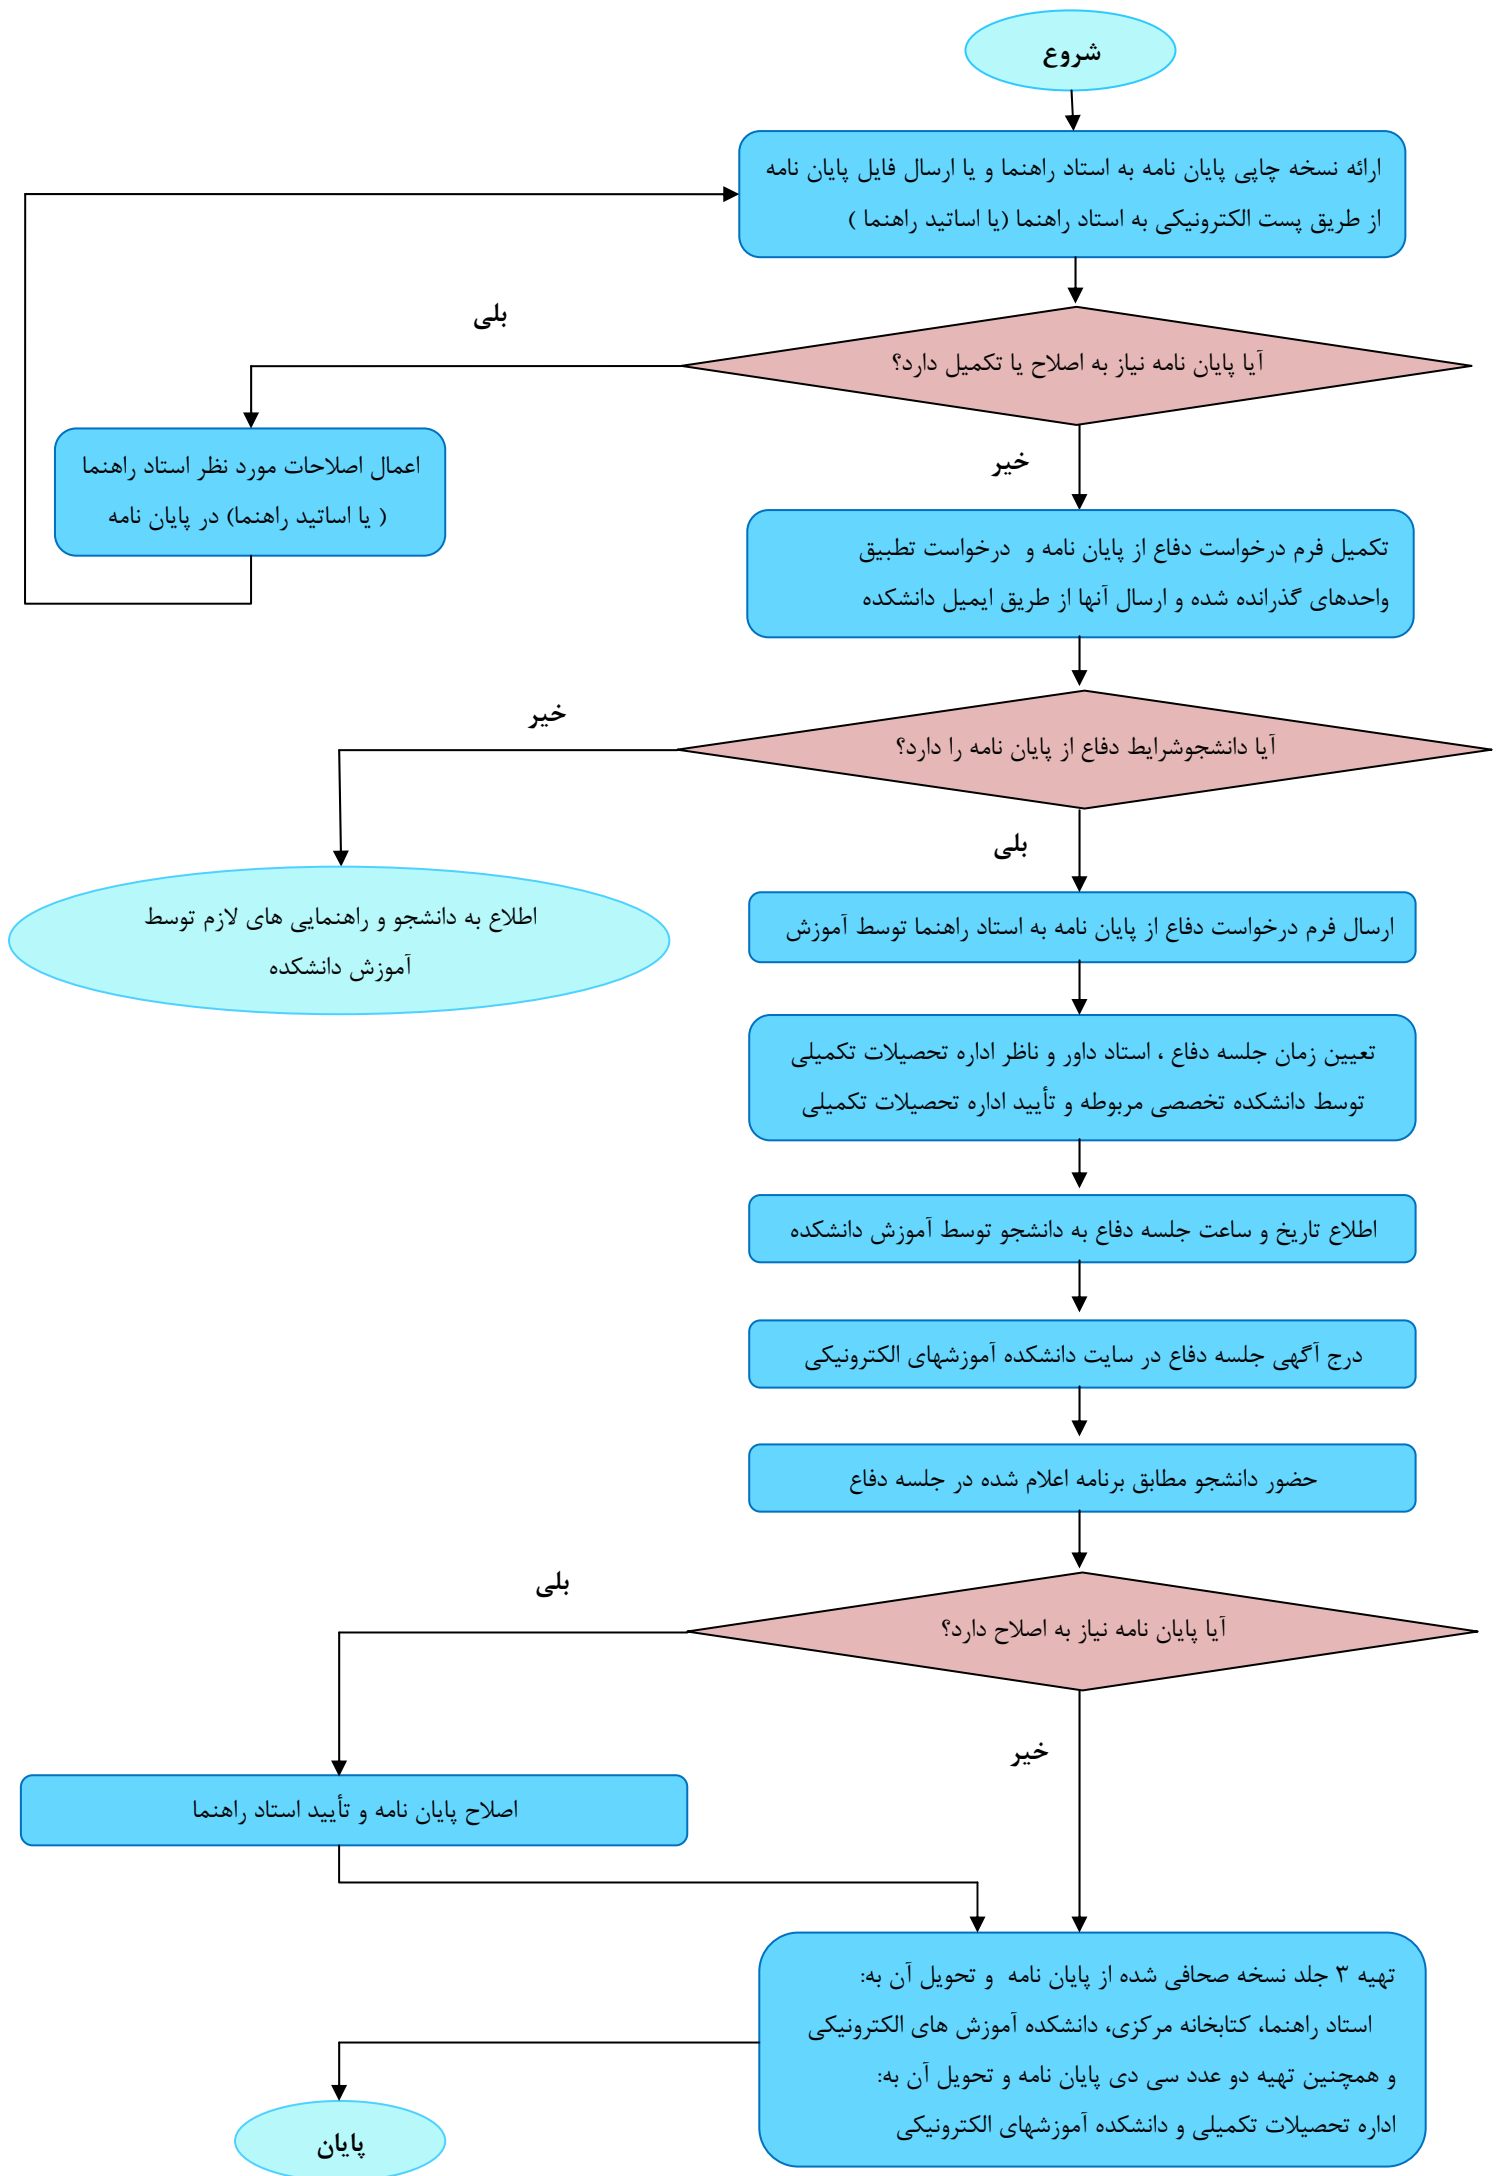 شروع
ارائه نسخه چاپی پایان نامه به استاد راهنما و یا ارسال فایل پایان نامه
از طریق پست الکترونیکی به استاد راهنما (یا اساتید راهنما )
بلی
آیا پایان نامه نیاز به اصلاح یا تکمیل دارد؟
خیر
اعمال اصلاحات مورد نظر استاد راهنما
( یا اساتید راهنما) در پایان نامه
تکمیل فرم درخواست دفاع از پایان نامه و درخواست تطبیق
واحدهای گذرانده شده و ارسال آنها از طریق ایمیل دانشکده
خیر
آیا دانشجوشرایط دفاع از پایان نامه را دارد؟
بلی
اطلاع به دانشجو و راهنمایی های لازم توسط
آموزش دانشکده
ارسال فرم درخواست دفاع از پایان نامه به استاد راهنما توسط آموزش
تعیین زمان جلسه دفاع ، استاد داور و ناظر اداره تحصیلات تکمیلی
توسط دانشکده تخصصی مربوطه و تأیید اداره تحصیلات تکمیلی
اطلاع تاریخ و ساعت جلسه دفاع به دانشجو توسط آموزش دانشکده
درج آگهی جلسه دفاع در سایت دانشکده آموزشهای الکترونیکی
حضور دانشجو مطابق برنامه اعلام شده در جلسه دفاع
بلی
آیا پایان نامه نیاز به اصلاح دارد؟
خیر
اصلاح پایان نامه و تأیید استاد راهنما
تهیه ۳ جلد نسخه صحافی شده از پایان نامه و تحویل آن به:
استاد راهنما، کتابخانه مرکزی، دانشکده آموزش های الکترونیکی
و همچنین تهیه دو عدد سی دی پایان نامه و تحویل آن به:
اداره تحصیلات تکمیلی و دانشکده آموزشهای الکترونیکی
پایان